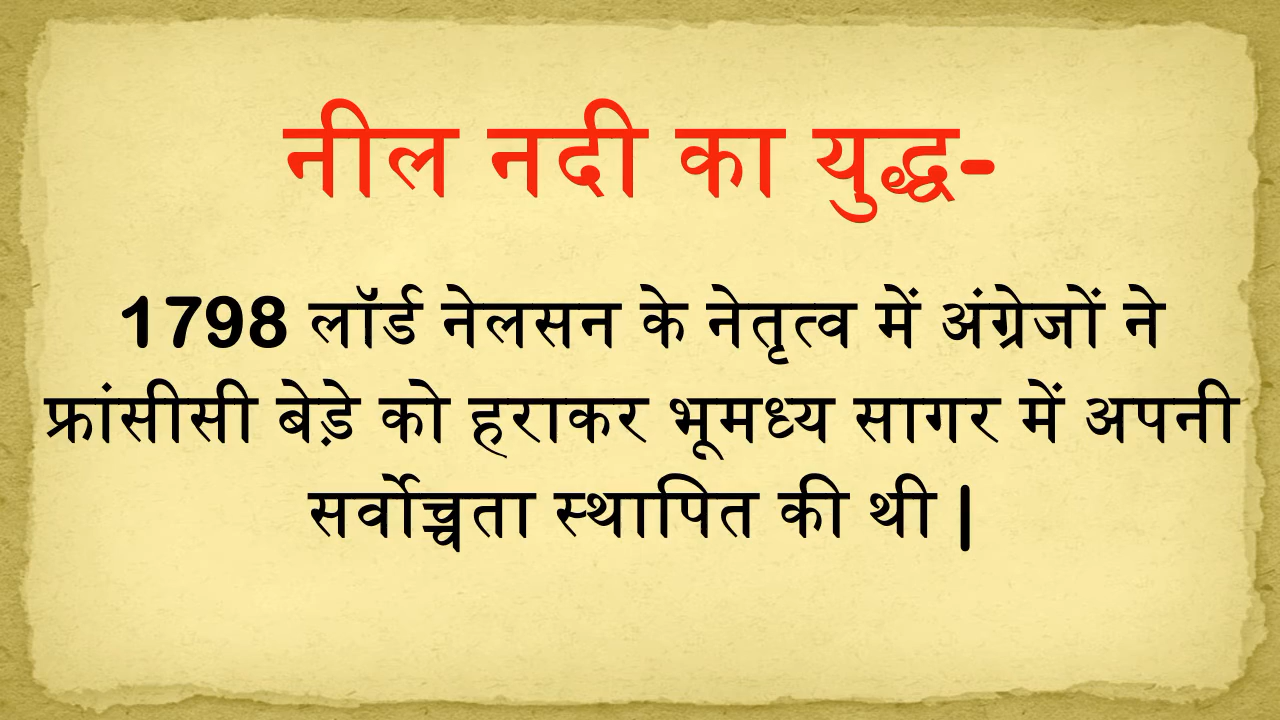 नील नदी का युद्ध-
1798 लॉर्ड नेलसन के नेतृत्व में अंग्रेजों ने
फ्रांसीसी बेड़े को हराकर भूमध्य सागर में अपनी
सर्वोच्चता स्थापित की थी |